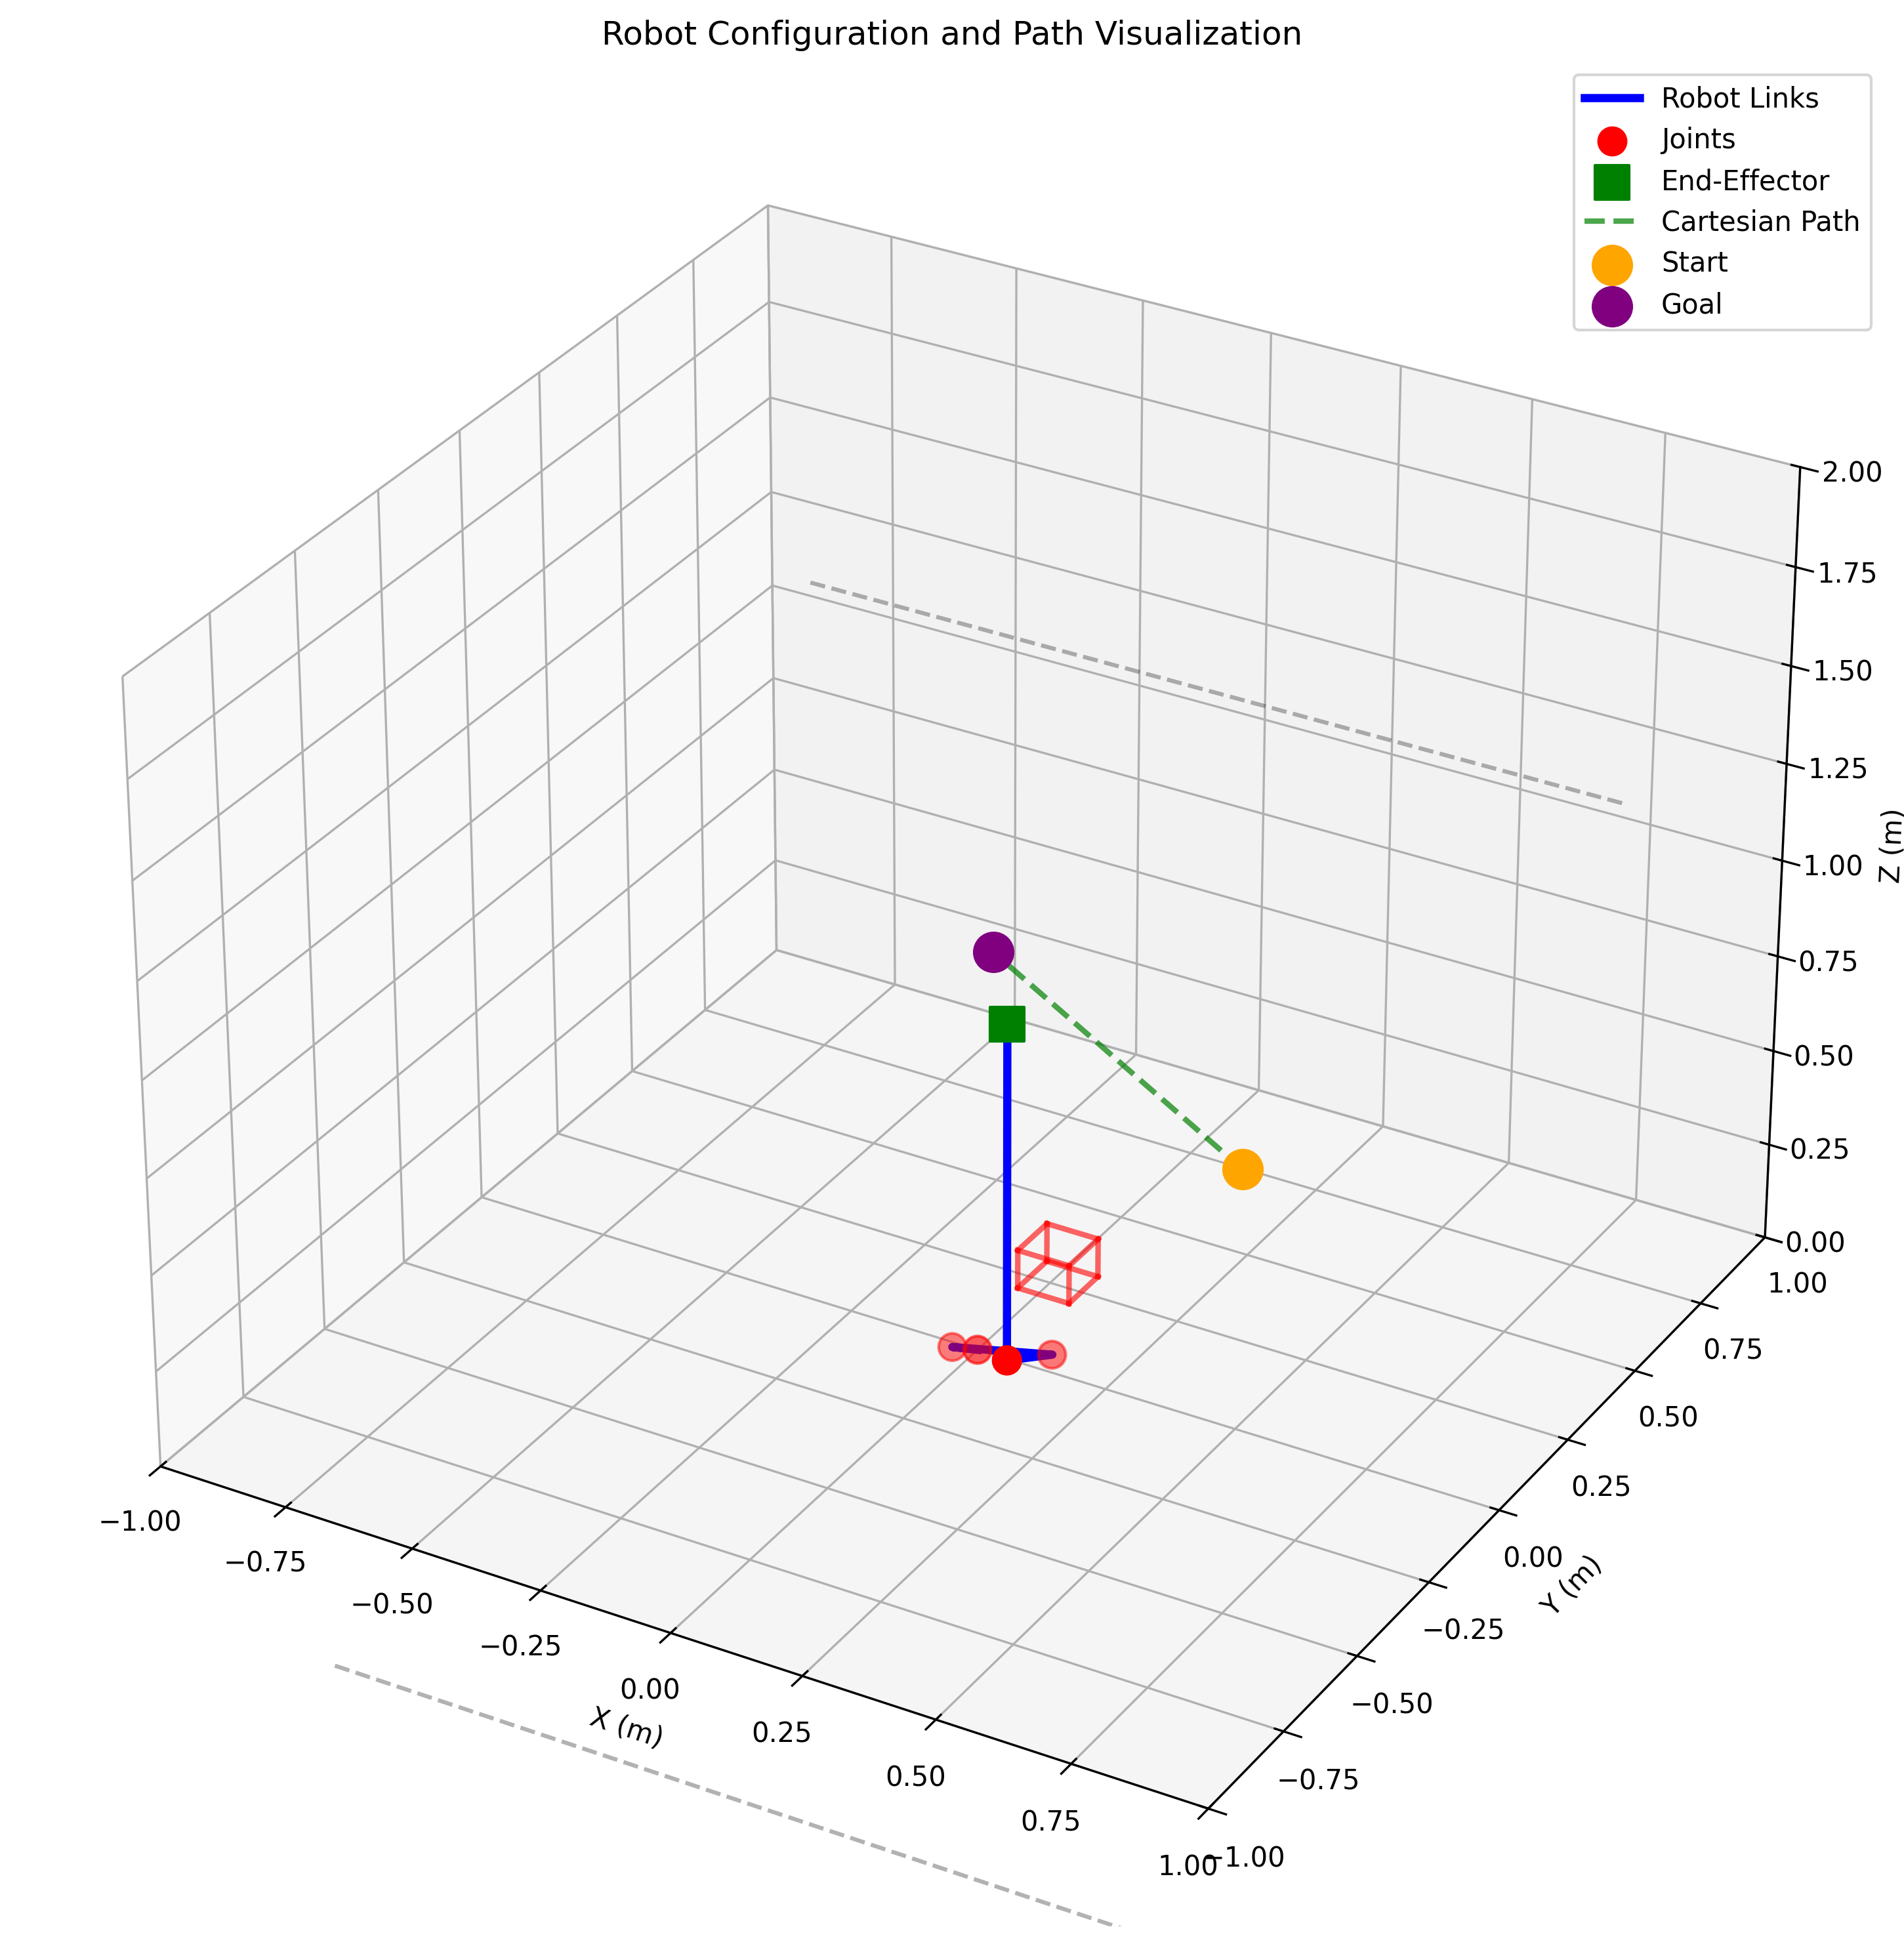 Robot Configuration and Path Visualization
Robot Links
Joints
End-Effector
Cartesian Path
Start
Goal
2.00
1.75
1.50
1.25
1.00
0.75
0.50
0.25
0.00
Z (m)
1.00
0.75
0.50
0.25
0.00
−0.25
−0.50
−0.75
−1.00
Y (m)
−1.00
−0.75
−0.50
−0.25
0.00
0.25
0.50
0.75
1.00
X (m)